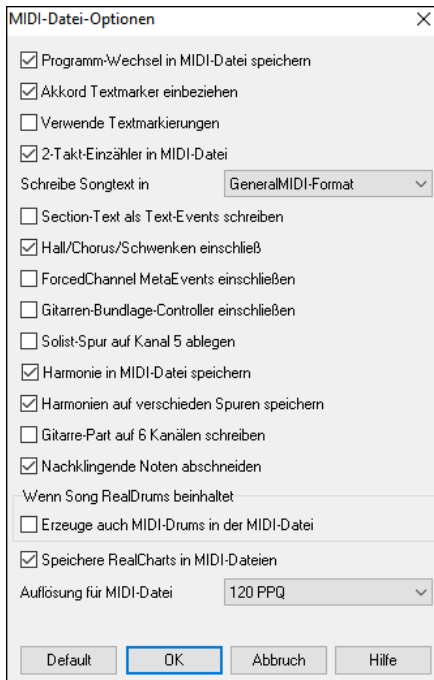 MIDI-Datei-Optionen
Programm-Wechsel in MIDI-Datei speichern
Akkord Textmarker einbeziehen
Verwende Textmarkierungen
2-Takt-Einzähler in MIDI-Datei
Schreibe Songtext in GeneralMIDI-Format
Section-Text als Text-Events schreiben
Hall/Chorus/Schwenken einschließ
ForcedChannel MetaEvents einschließen
Gitarren-Bundlage-Controller einschließen
Solist-Spur auf Kanal 5 ablegen
Harmonie in MIDI-Datei speichern
Harmonien auf verschieden Spuren speichern
Gitarre-Part auf 6 Kanälen schreiben
Nachklingende Noten abschneiden
Wenn Song RealDrums beinhaltet
Erzeuge auch MIDI-Drums in der MIDI-Datei
Speichere RealCharts in MIDI-Dateien
Auflösung für MIDI-Datei 120 PPQ
Default OK Abbruch Hilfe